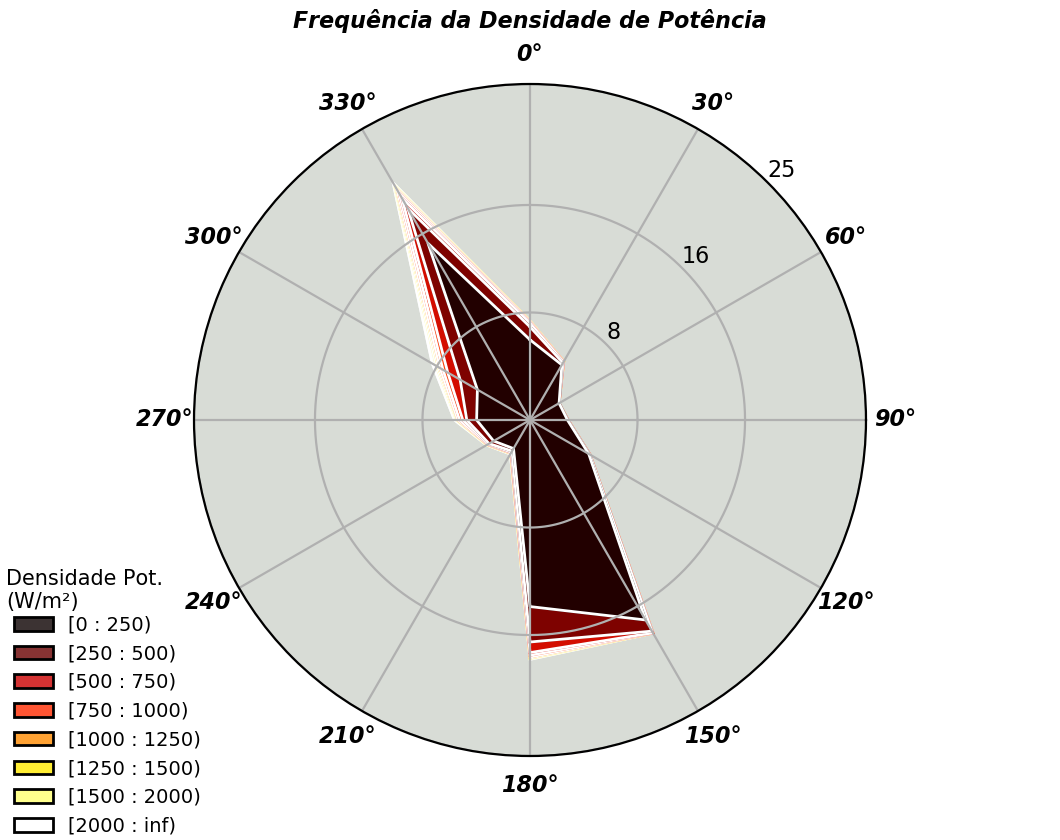 Frequência da Densidade de Potência
0°
330°
30°
25
300°
60°
16
8
270°
90°
240°
120°
210°
150°
180°
Densidade Pot.
(W/m²)
[0 : 250)
[250 : 500)
[500 : 750)
[750 : 1000)
[1000 : 1250)
[1250 : 1500)
[1500 : 2000)
[2000 : inf)